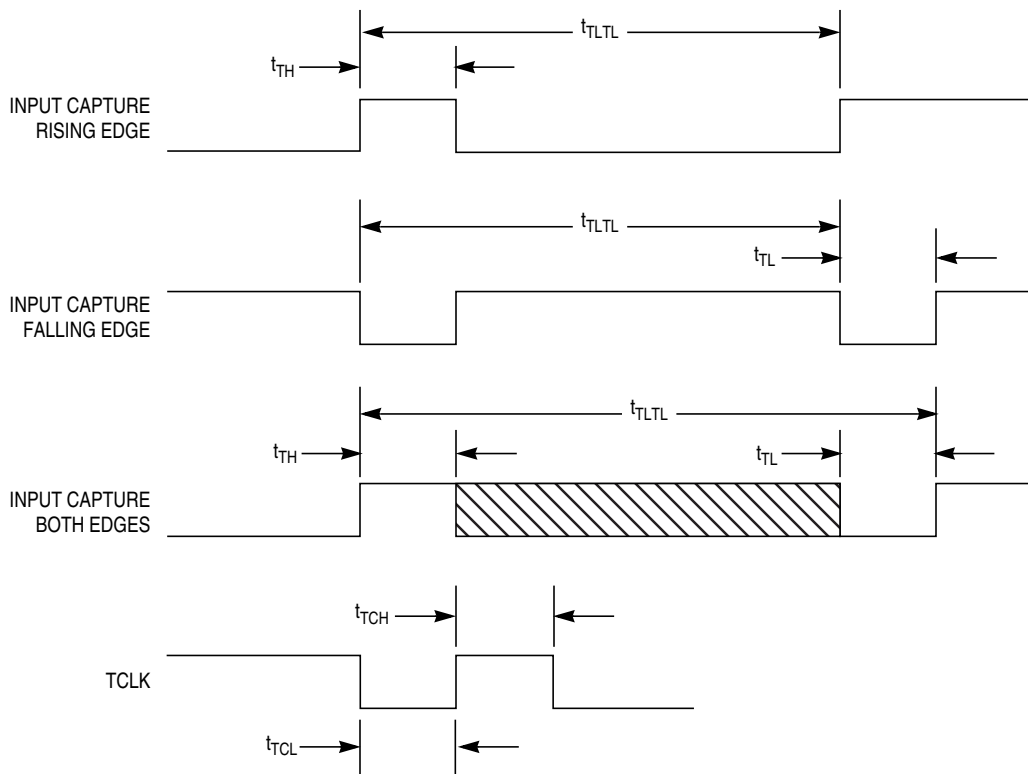 tTLTL
tTH
INPUT CAPTURE
RISING EDGE
tTLTL
tTL
INPUT CAPTURE
FALLING EDGE
tTLTL
tTH
tTL
INPUT CAPTURE
BOTH EDGES
tTCH
TCLK
tTCL